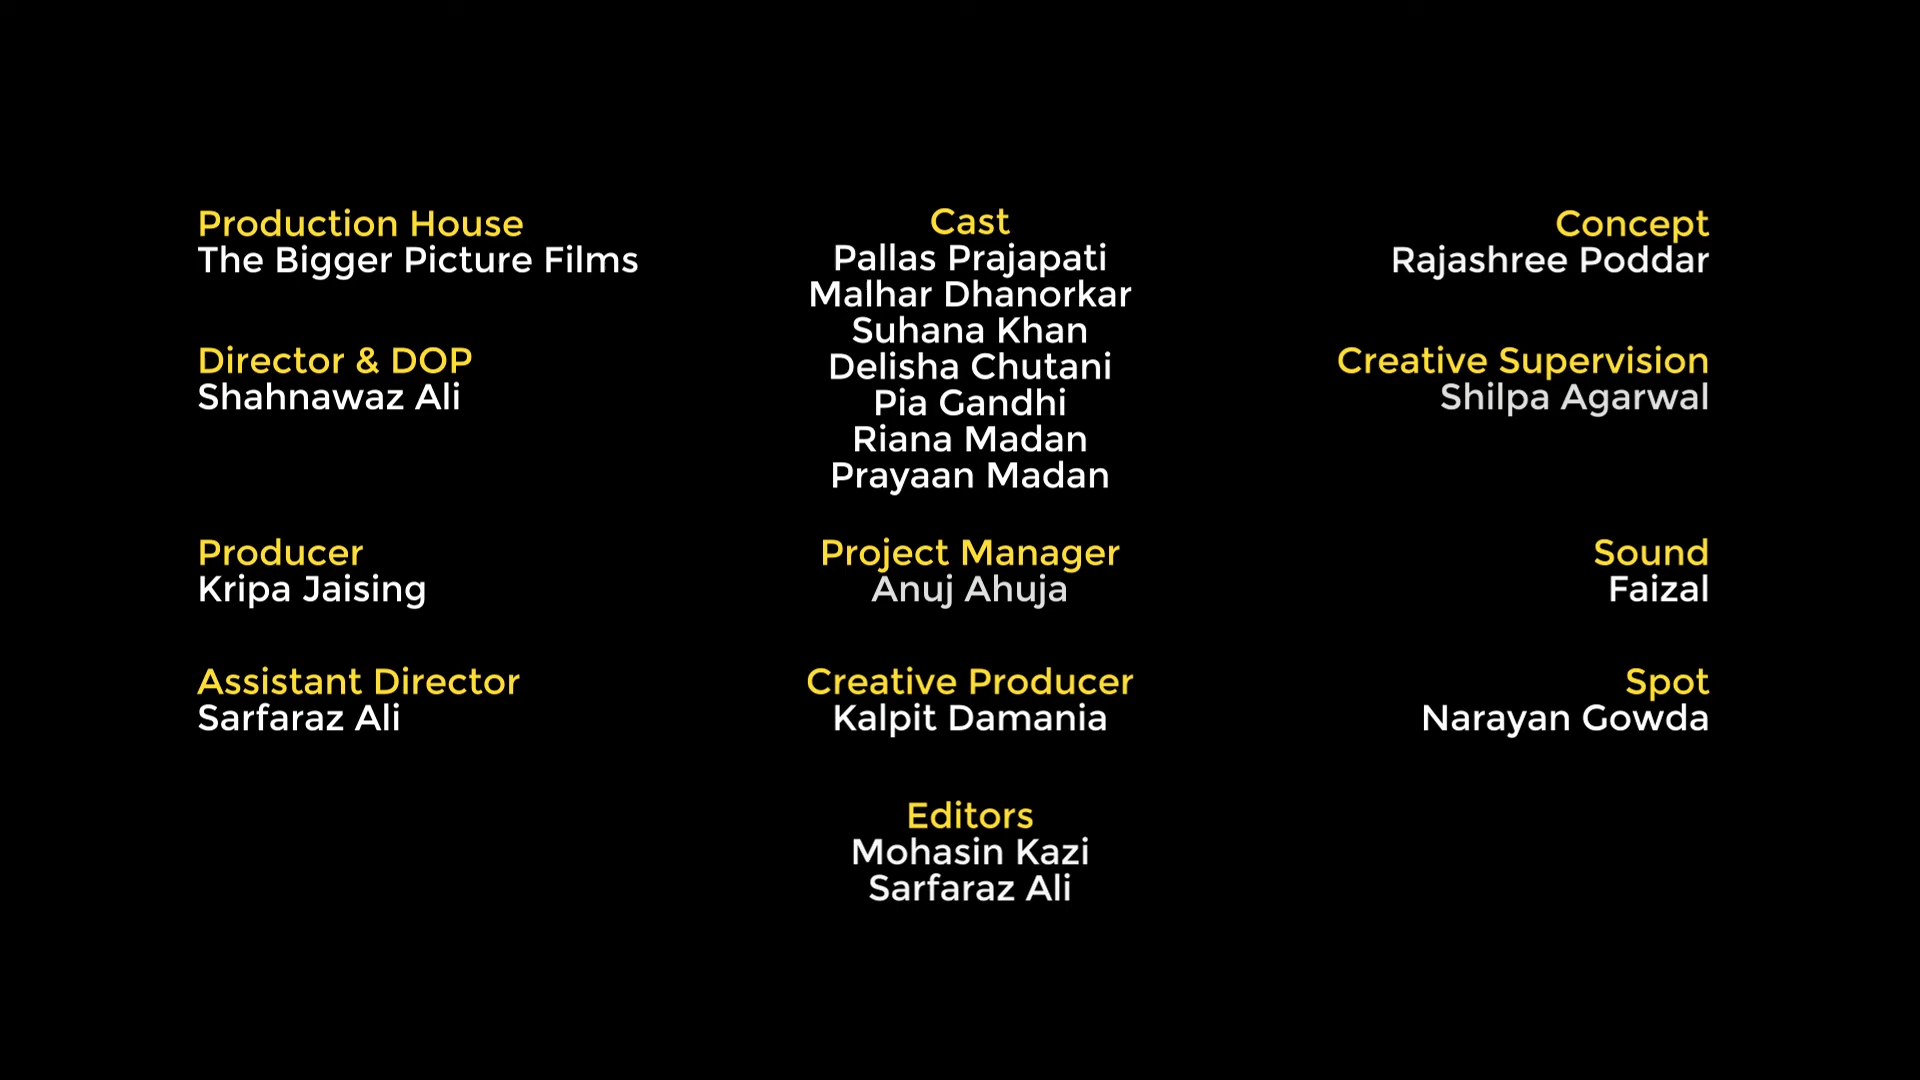 Production House
The Bigger Picture Films
Director & DOP
Shahnawaz Ali
Producer
Kripa Jaising
Assistant Director
Sarfaraz Ali
Cast
Pallas Prajapati
Malhar Dhanorkar
Suhana Khan
Delisha Chutani
Pia Gandhi
Riana Madan
Prayaan Madan
Project Manager
Anuj Ahuja
Creative Producer
Kalpit Damania
Editors
Mohasin Kazi
Sarfaraz Ali
Concept
Rajashree Poddar
Creative Supervision
Shilpa Agarwal
Sound
Faizal
Spot
Narayan Gowda